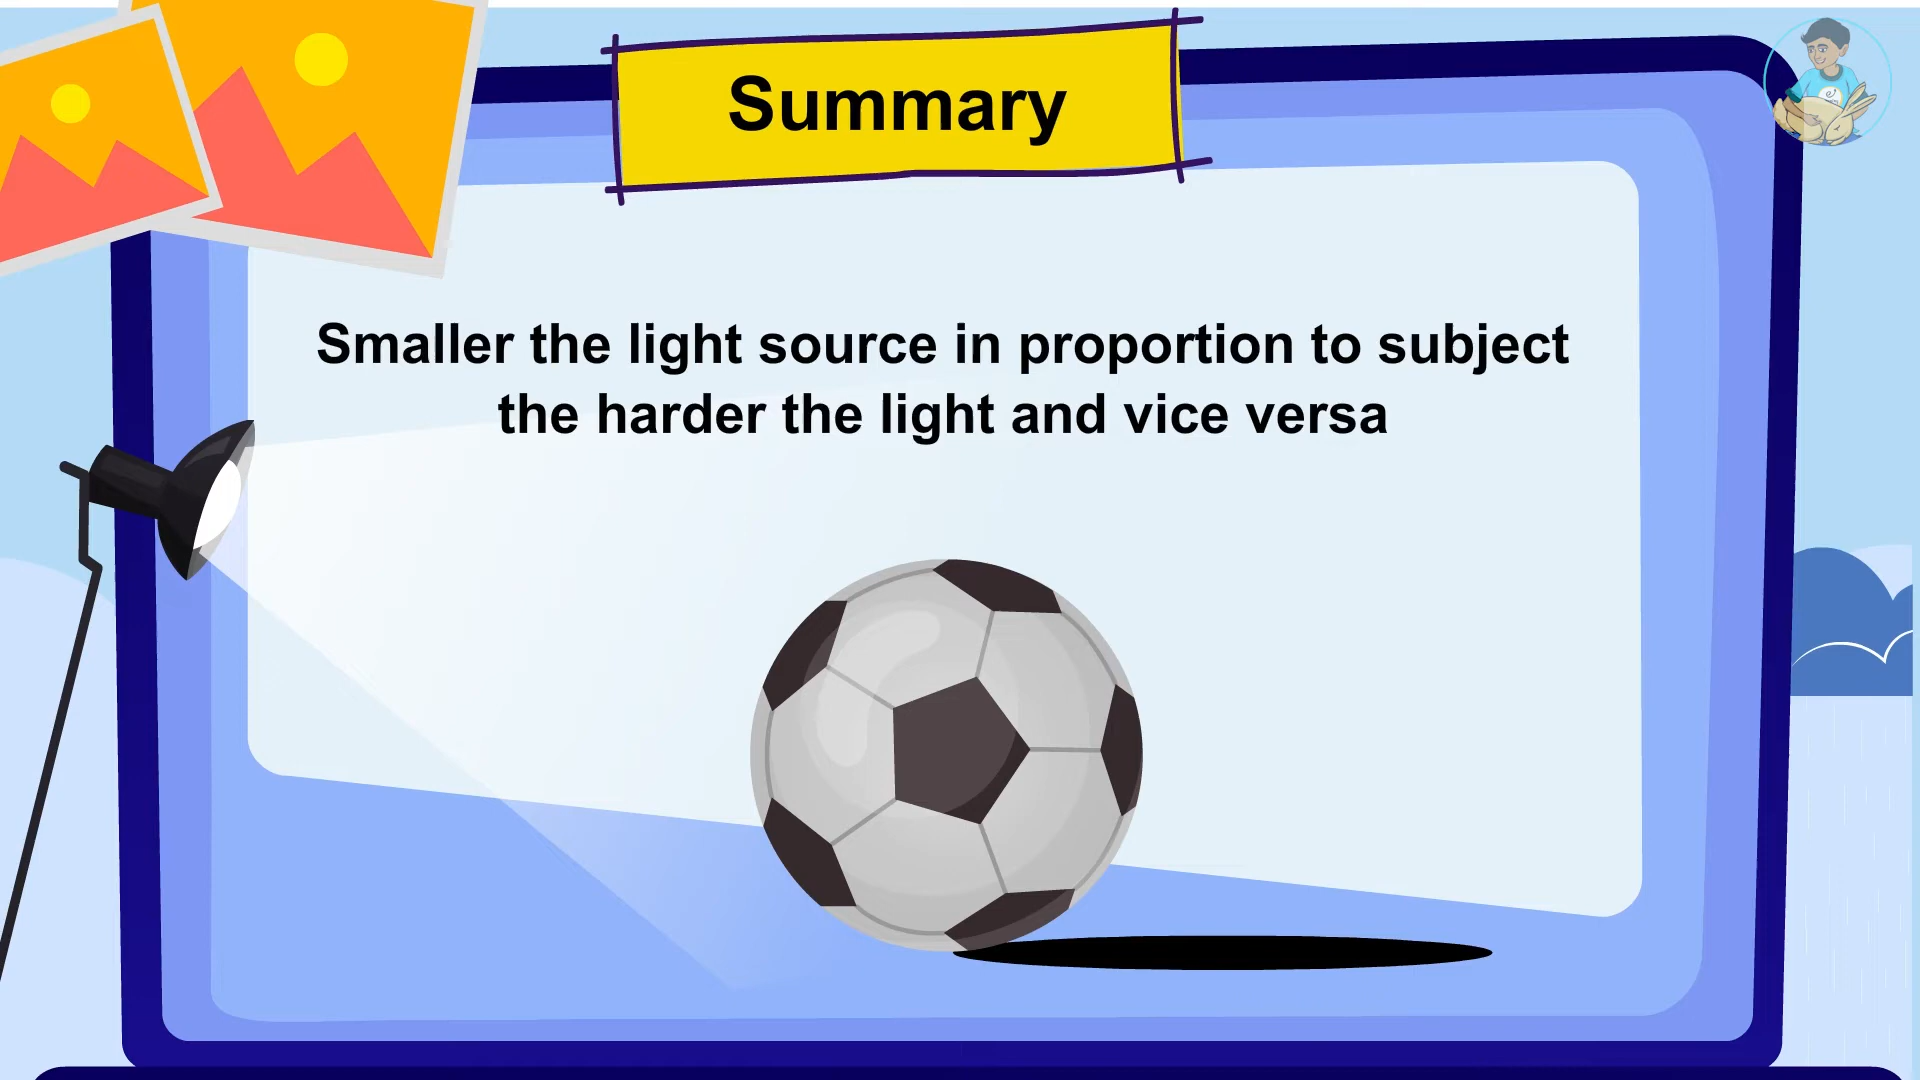 Summary
Smaller the light source in proportion to subject
the harder the light and vice versa